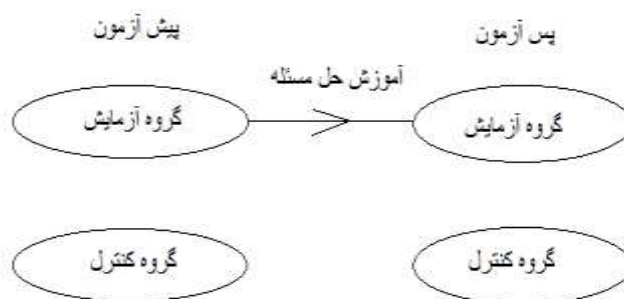 پس آزمون
پیش آزمون
آموزش حل مسئله
گروه آزمایش
گروه آزمایش
گروه کنترل
گروه کنترل